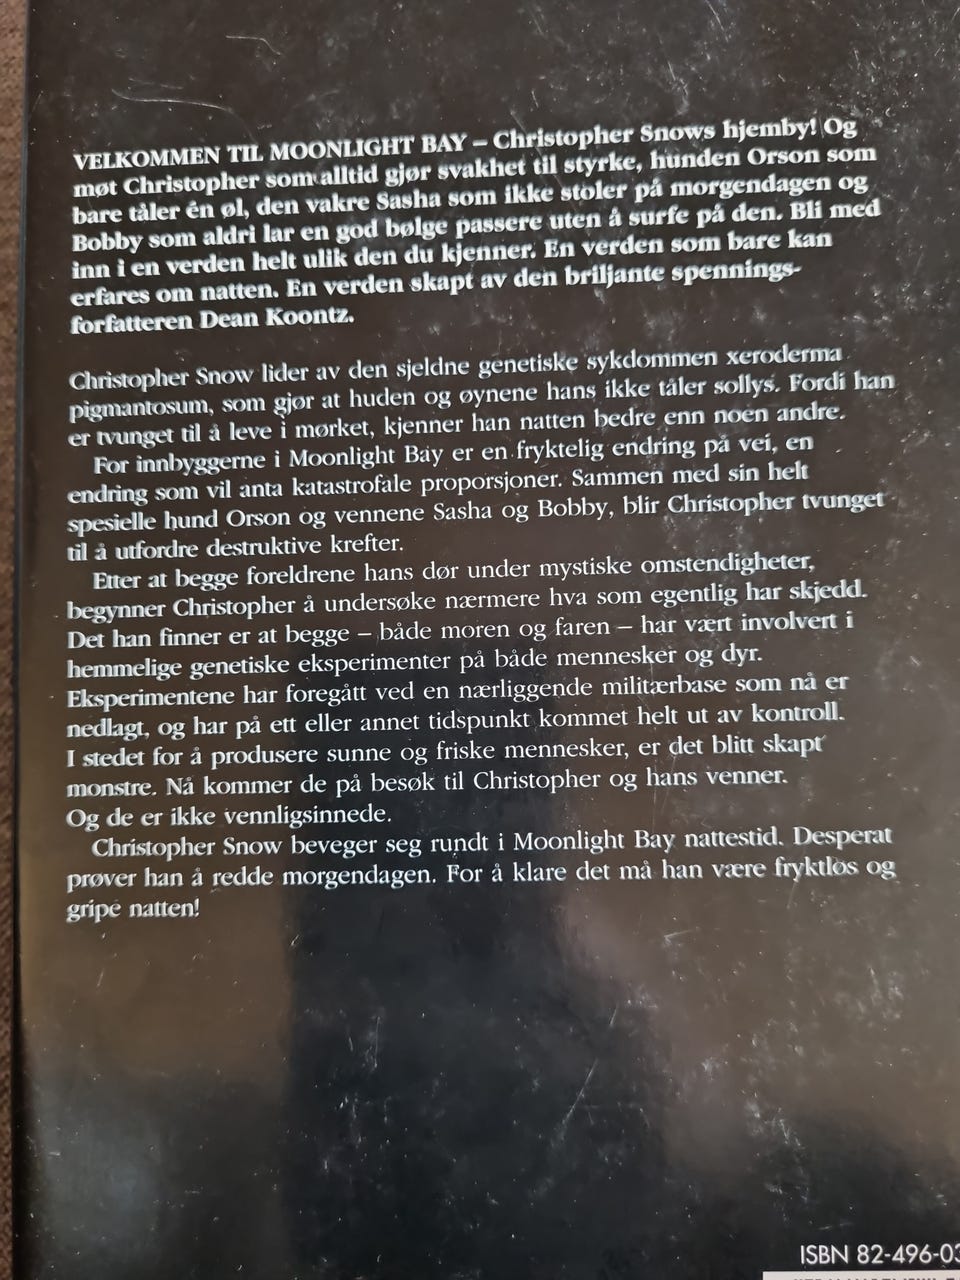 VELKOMMEN TIL MOONLIGHT BAY – Christopher Snows hjemby! Og
møt Christopher som alltid gjør svakhet til styrke, hunden Orson som
bare tåler én øl, den vakre Sasha som ikke stoler på morgendagen og
Bobby som aldri lar en god bølge passere uten å surfe på den. Bli med
inn i en verden helt ulik den du kjenner. En verden som bare kan
erfares om natten. En verden skapt av den briljante spennings-
forfatteren Dean Koontz.
Christopher Snow lider av den sjeldne genetiske sykdommen xeroderma
pigmantosum, som gjør at huden og øynene hans ikke tåler sollys. Fordi han
er tvunget til å leve i mørket, kjenner han natten bedre enn noen andre.
For innbyggerne i Moonlight Bay er en fryktelig endring på vei, en
endring som vil anta katastrofale proporsjoner. Sammen med sin helt
spesielle hund Orson og vennene Sasha og Bobby, blir Christopher tvunget
til å utfordre destruktive krefter.
Etter at begge foreldrene hans dør under mystiske omstendigheter,
begynner Christopher å undersøke nærmere hva som egentlig har skjedd.
Det han finner er at begge – både moren og faren – har vært involvert i
hemmelige genetiske eksperimenter på både mennesker og dyr.
Eksperimentene har foregått ved en nærliggende militærbase som nå er
nedlagt, og har på ett eller annet tidspunkt kommet helt ut av kontroll.
I stedet for å produsere sunne og friske mennesker, er det blitt skapt
monstre. Nå kommer de på besøk til Christopher og hans venner.
Og de er ikke vennligsinnede.
Christopher Snow beveger seg rundt i Moonlight Bay nattestid. Desperat
prøver han å redde morgendagen. For å klare det må han være fryktløs og
gripe natten!
ISBN 82-496-03